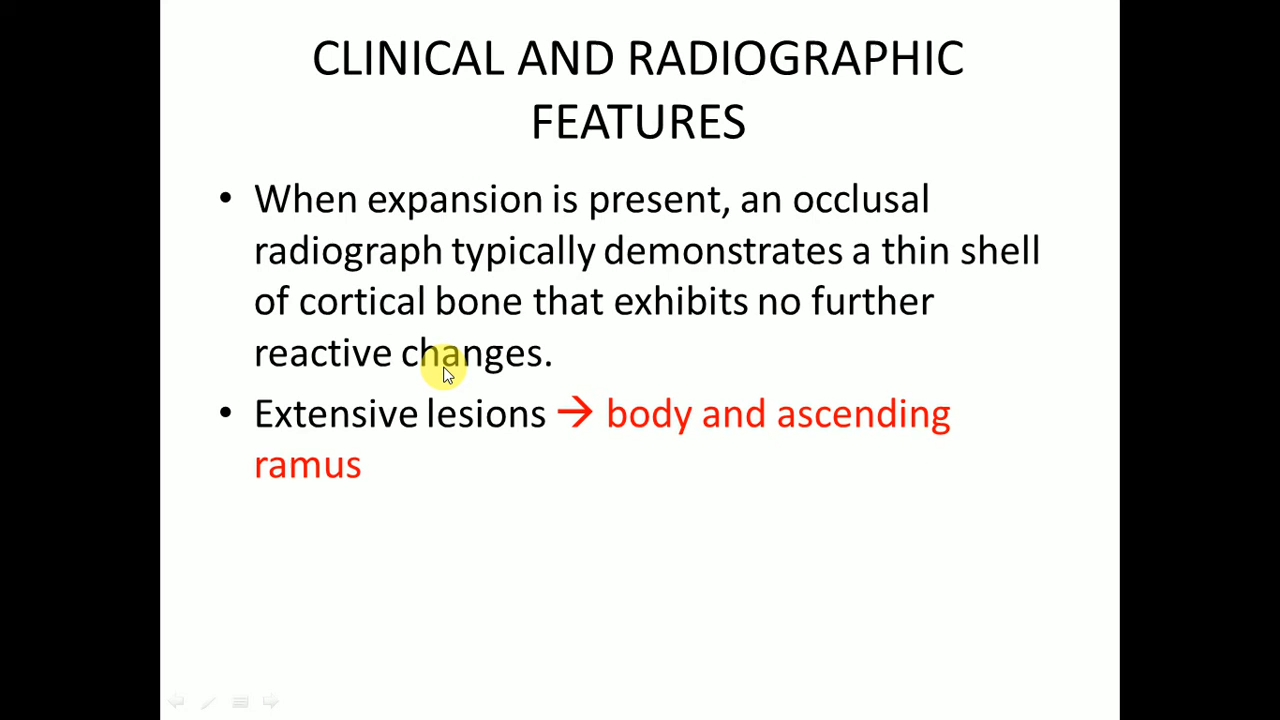 CLINICAL AND RADIOGRAPHIC
FEATURES
• When expansion is present, an occlusal
radiograph typically demonstrates a thin shell
of cortical bone that exhibits no further
reactive changes.
• Extensive lesions → body and ascending
ramus